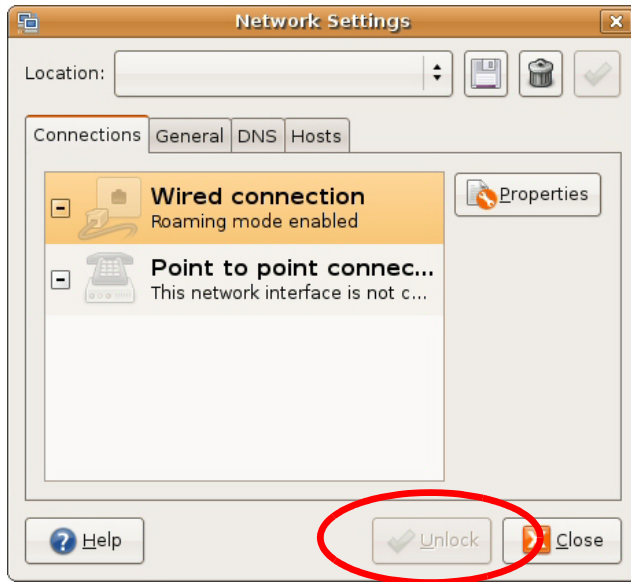 Network Settings
Location:
Connections General DNS Hosts
Wired connection
Roaming mode enabled
Properties
Point to point connec...
This network interface is not c...
Help Unlock Close